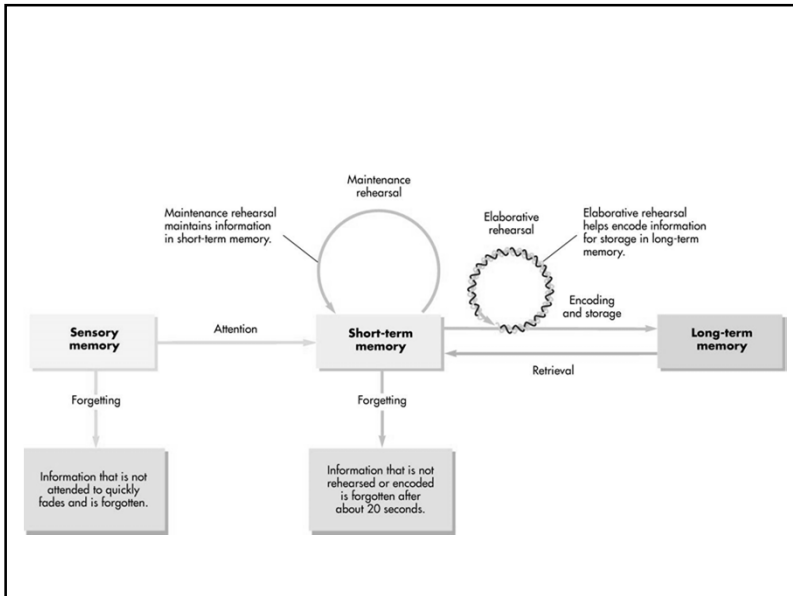 Maintenance
rehearsal
Maintenance rehearsal
maintains information
in short-term memory.
Elaborative
rehearsal
Elaborative rehearsal
helps encode information
for storage in long-term
memory.
Sensory
memory
Attention
Short-term
memory
Encoding
and storage
Retrieval
Long-term
memory
Forgetting
Forgetting
Information that is not
attended to quickly
fades and is forgotten.
Information that is not
rehearsed or encoded
is forgotten after
about 20 seconds.